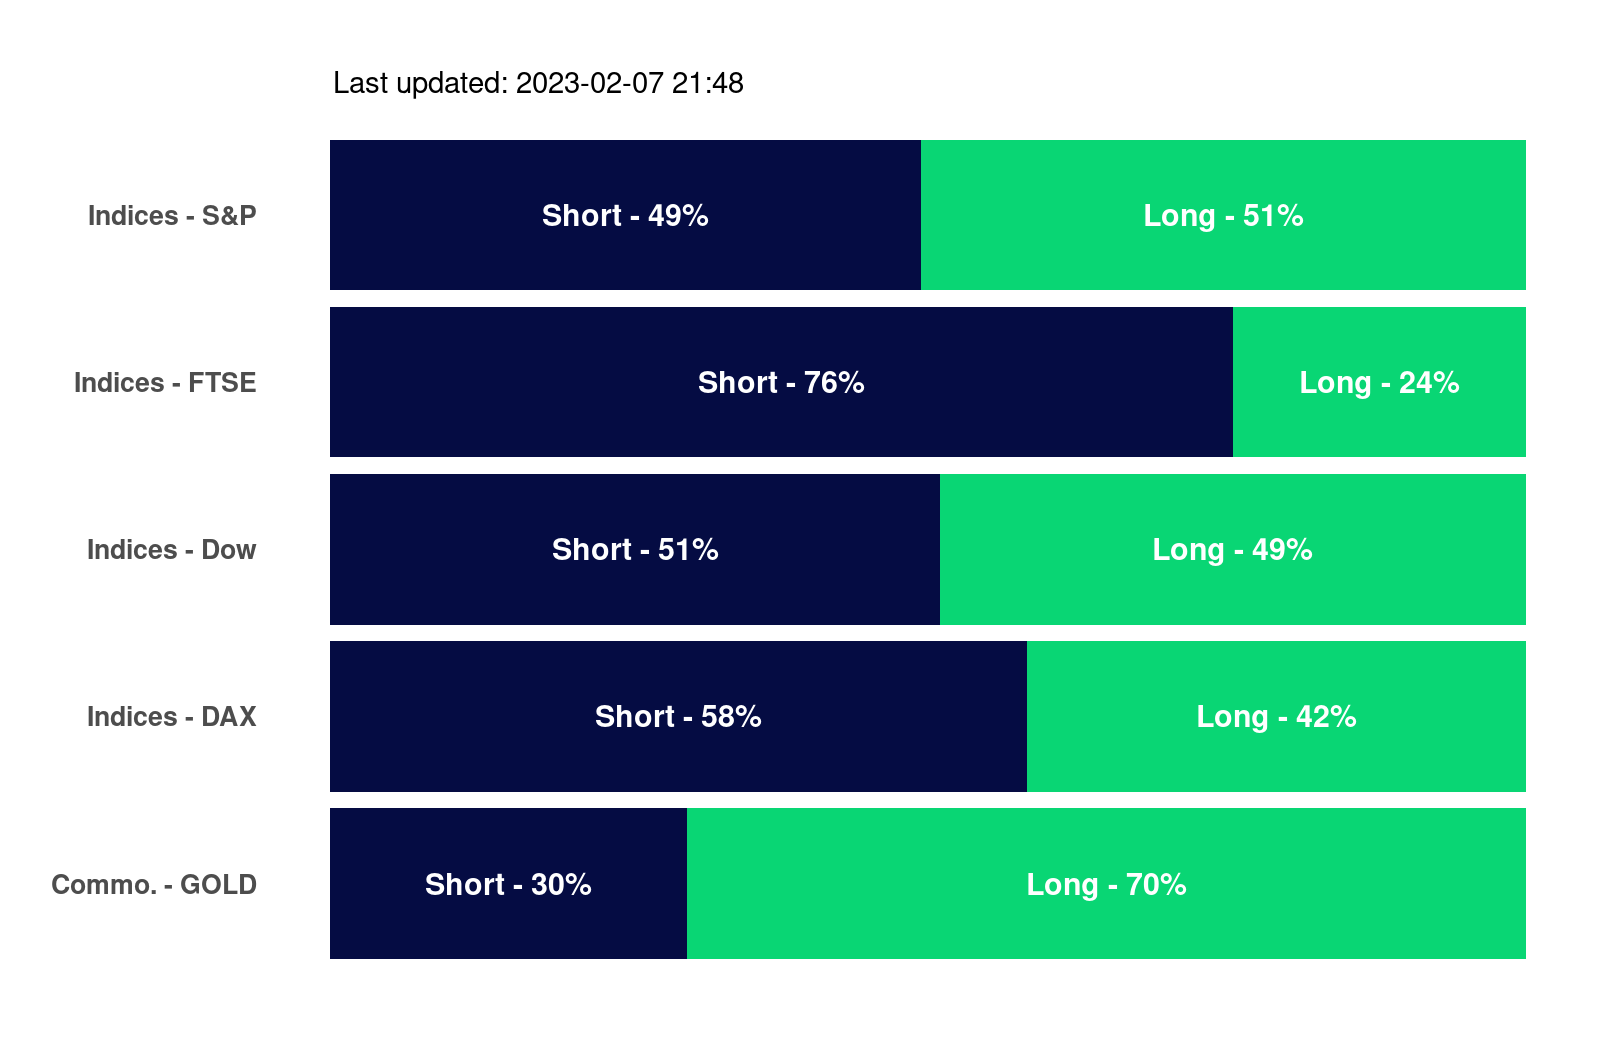 Last updated: 2023-02-07 21:48
Indices - S&P Short - 49% Long - 51%
Indices - FTSE Short - 76% Long - 24%
Indices - Dow Short - 51% Long - 49%
Indices - DAX Short - 58% Long - 42%
Commo. - GOLD Short - 30% Long - 70%